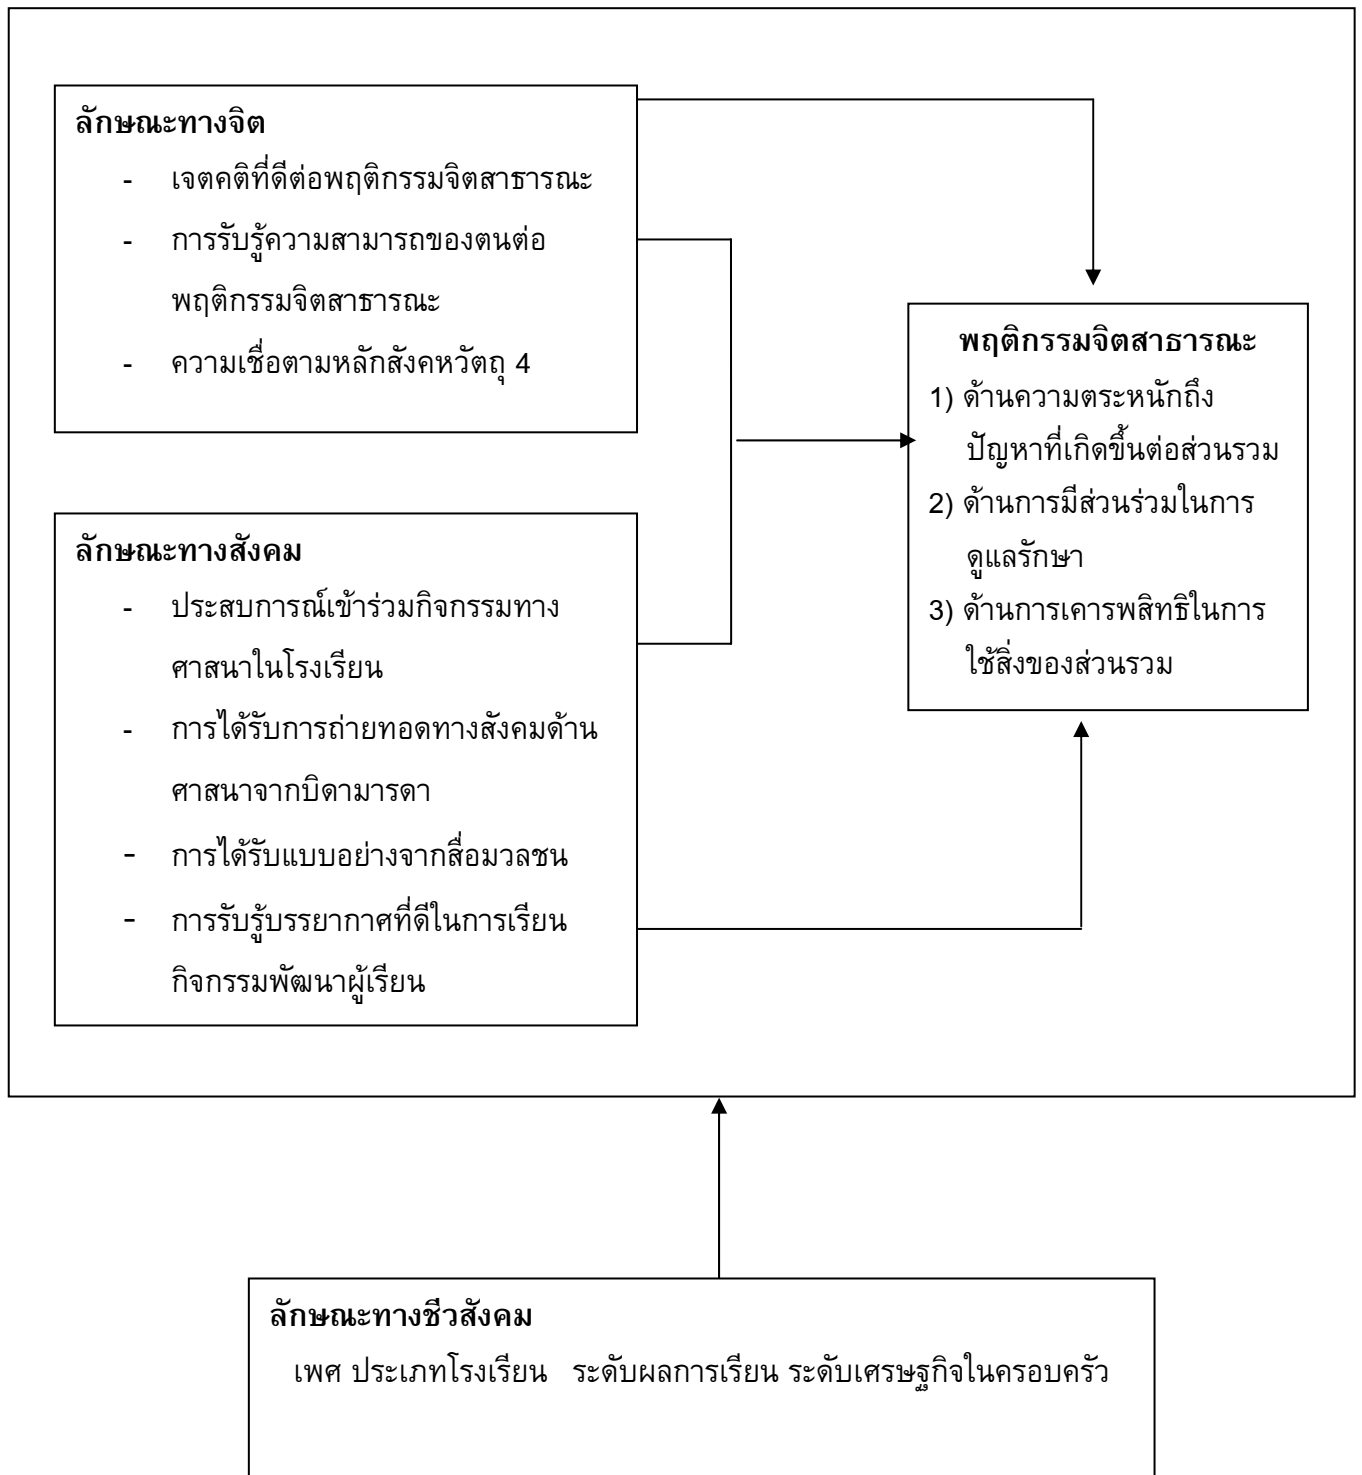 ลักษณะทางจิต
- เจตคติที่ดีต่อพฤติกรรมจิตสาธารณะ
- การรับรู้ความสามารถของตนต่อ
พฤติกรรมจิตสาธารณะ
- ความเชื่อตามหลักสังคหวัตถุ 4
ลักษณะทางสังคม
- ประสบการณ์เข้าร่วมกิจกรรมทาง
ศาสนาในโรงเรียน
- การได้รับการถ่ายทอดทางสังคมด้าน
ศาสนาจากบิดามารดา
- การได้รับแบบอย่างจากสื่อมวลชน
- การรับรู้บรรยากาศที่ดีในการเรียน
กิจกรรมพัฒนาผู้เรียน
พฤติกรรมจิตสาธารณะ
1) ด้านความตระหนักถึง
ปัญหาที่เกิดขึ้นต่อส่วนรวม
2) ด้านการมีส่วนร่วมในการ
ดูแลรักษา
3) ด้านการเคารพสิทธิในการ
ใช้สิ่งของส่วนรวม
ลักษณะทางชีวสังคม
เพศ ประเภทโรงเรียน ระดับผลการเรียน ระดับเศรษฐกิจในครอบครัว